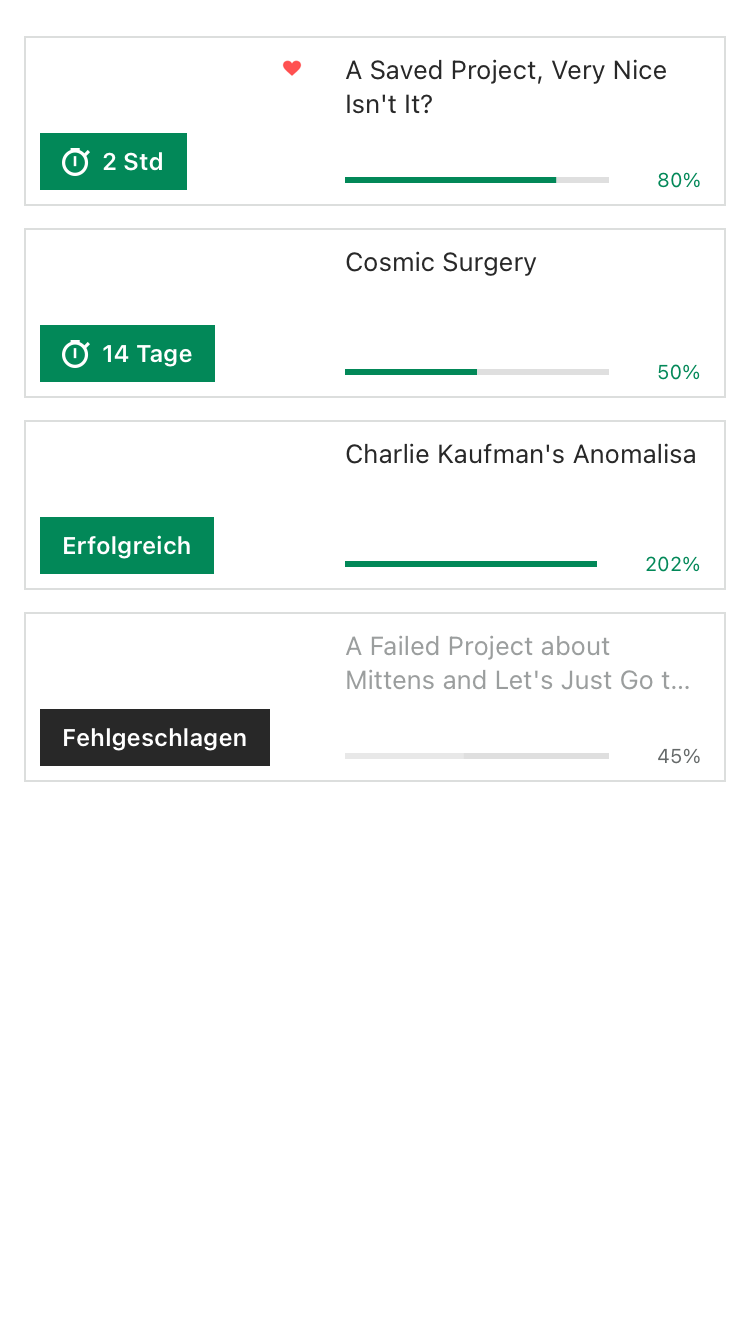 A Saved Project, Very Nice
Isn't It?
2 Std
80%
Cosmic Surgery
14 Tage
50%
Charlie Kaufman's Anomalisa
Erfolgreich
202%
A Failed Project about
Mittens and Let's Just Go t...
Fehlgeschlagen
45%